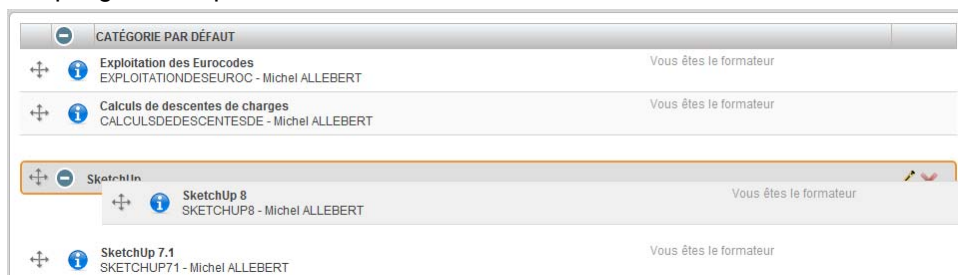 CATÉGORIE PAR DÉFAUT
Exploitation des Eurocodes
EXPLOITATIONDESEUROC - Michel ALLEBERT
Vous êtes le formateur
Calculs de descentes de charges
CALCULSDEDESCENTESDE - Michel ALLEBERT
Vous êtes le formateur
SketchUp
SketchUp 8
SKETCHUP8 - Michel ALLEBERT
Vous êtes le formateur
SketchUp 7.1
SKETCHUP71 - Michel ALLEBERT
Vous êtes le formateur